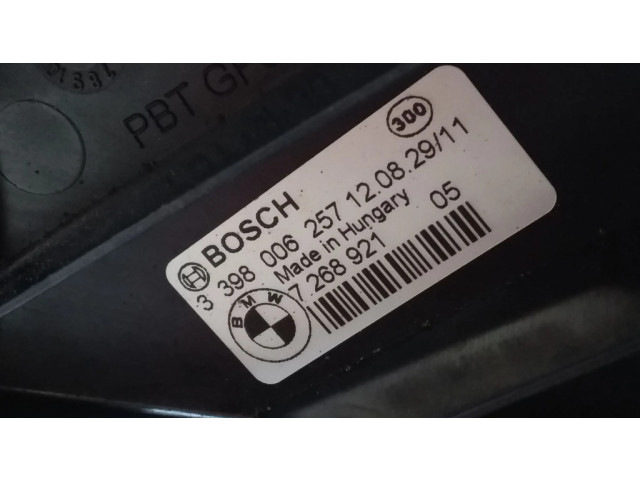 PBT
300
BOSCH
3 398 006 257 12.08.29/11
Made in Hungary
7 268 921 05
BMW